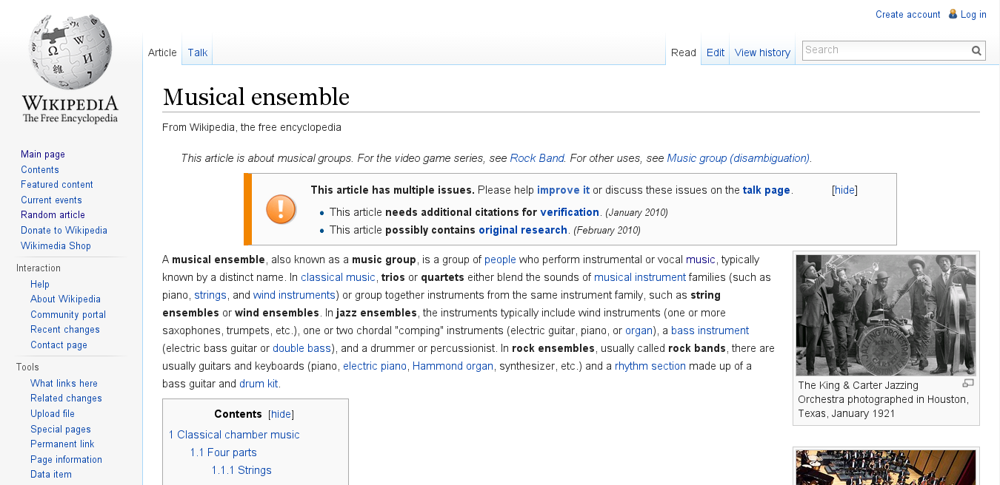 Create account Log in
Article Talk Read Edit View history Search
WIKIPEDIA
The Free Encyclopedia
Main page
Contents
Featured content
Current events
Random article
Donate to Wikipedia
Wikimedia Shop
Interaction
Help
About Wikipedia
Community portal
Recent changes
Contact page
Tools
What links here
Related changes
Upload file
Special pages
Permanent link
Page information
Data item
Musical ensemble
From Wikipedia, the free encyclopedia
This article is about musical groups. For the video game series, see Rock Band. For other uses, see Music group (disambiguation).
This article has multiple issues. Please help improve it or discuss these issues on the talk page. [hide]
• This article needs additional citations for verification. (January 2010)
• This article possibly contains original research. (February 2010)
A musical ensemble, also known as a music group, is a group of people who perform instrumental or vocal music, typically
known by a distinct name. In classical music, trios or quartets either blend the sounds of musical instrument families (such as
piano, strings, and wind instruments) or group together instruments from the same instrument family, such as string
ensembles or wind ensembles. In jazz ensembles, the instruments typically include wind instruments (one or more
saxophones, trumpets, etc.), one or two chordal "comping" instruments (electric guitar, piano, or organ), a bass instrument
(electric bass guitar or double bass), and a drummer or percussionist. In rock ensembles, usually called rock bands, there are
usually guitars and keyboards (piano, electric piano, Hammond organ, synthesizer, etc.) and a rhythm section made up of a
bass guitar and drum kit.
The King & Carter Jazzing
Orchestra photographed in Houston,
Texas, January 1921
Contents [hide]
1 Classical chamber music
1.1 Four parts
1.1.1 Strings